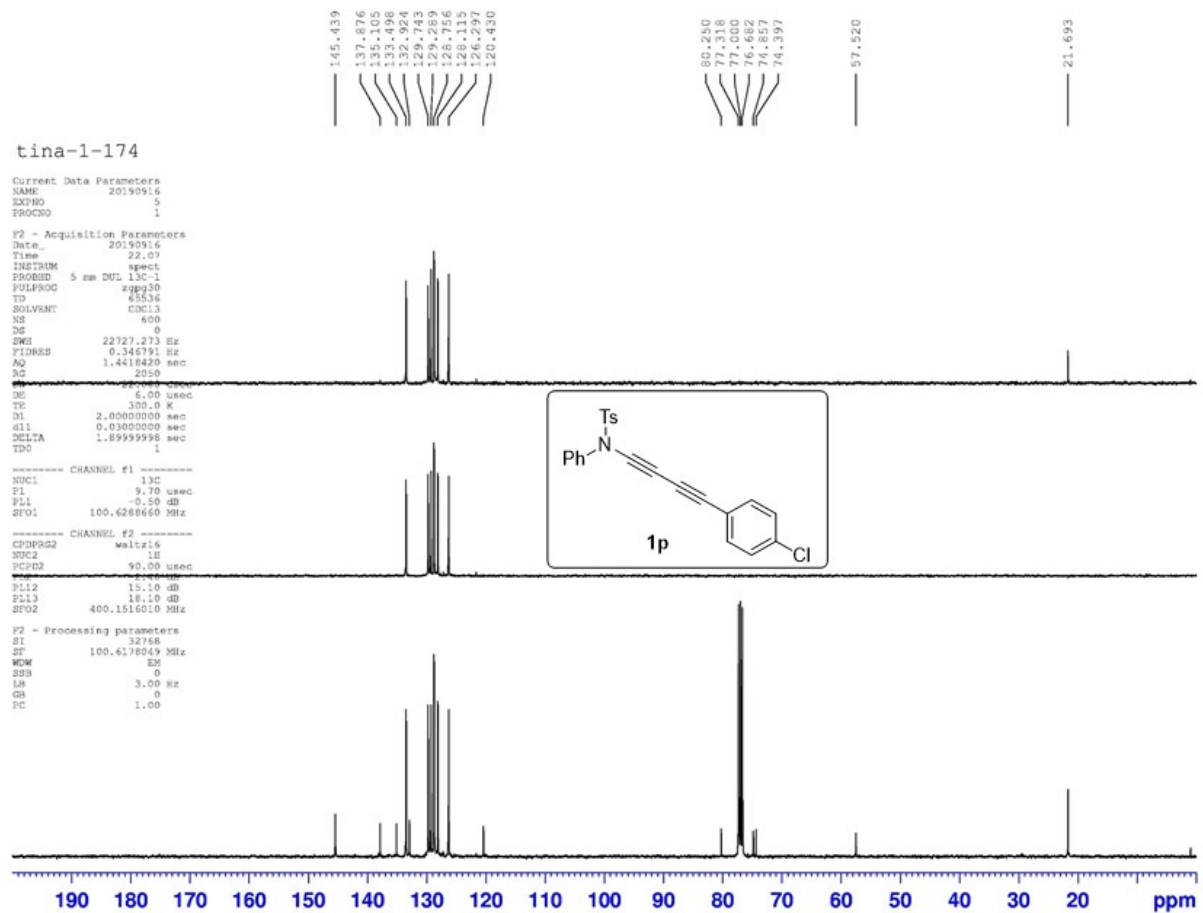 145.439
137.876
135.105
133.498
132.924
129.743
129.289
128.756
128.115
126.297
120.430
80.250
77.318
77.000
76.682
74.857
74.397
57.520
21.693
tina-1-174
Current Data Parameters
NAME 20190916
EXPNO 5
PROCNO 1
F2 - Acquisition Parameters
Date_ 20190916
Time 22.07
INSTRUM spect
PROBHD 5 mm DUL 13C-1
PULPROG zgpg30
TD 65536
SOLVENT CDCl3
NS 600
DS 0
SWH 22727.273 Hz
FIDRES 0.346791 Hz
AQ 1.4418420 sec
RG 2050
DE 6.00 usec
TE 300.0 K
D1 2.00000000 sec
d11 0.03000000 sec
DELTA 1.89999998 sec
TD0 1
======== CHANNEL f1 ========
NUC1 13C
P1 9.70 usec
PL1 -0.50 dB
SFO1 100.6288660 MHz
======== CHANNEL f2 ========
CPDPRG2 waltz16
NUC2 1H
PCPD2 90.00 usec
PL12 15.10 dB
PL13 18.10 dB
SFO2 400.1516010 MHz
F2 - Processing parameters
SI 32768
SF 100.6178049 MHz
WDW EM
SSB 0
LB 3.00 Hz
GB 0
PC 1.00
Ts
Ph N
Cl
1p
190 180 170 160 150 140 130 120 110 100 90 80 70 60 50 40 30 20 ppm